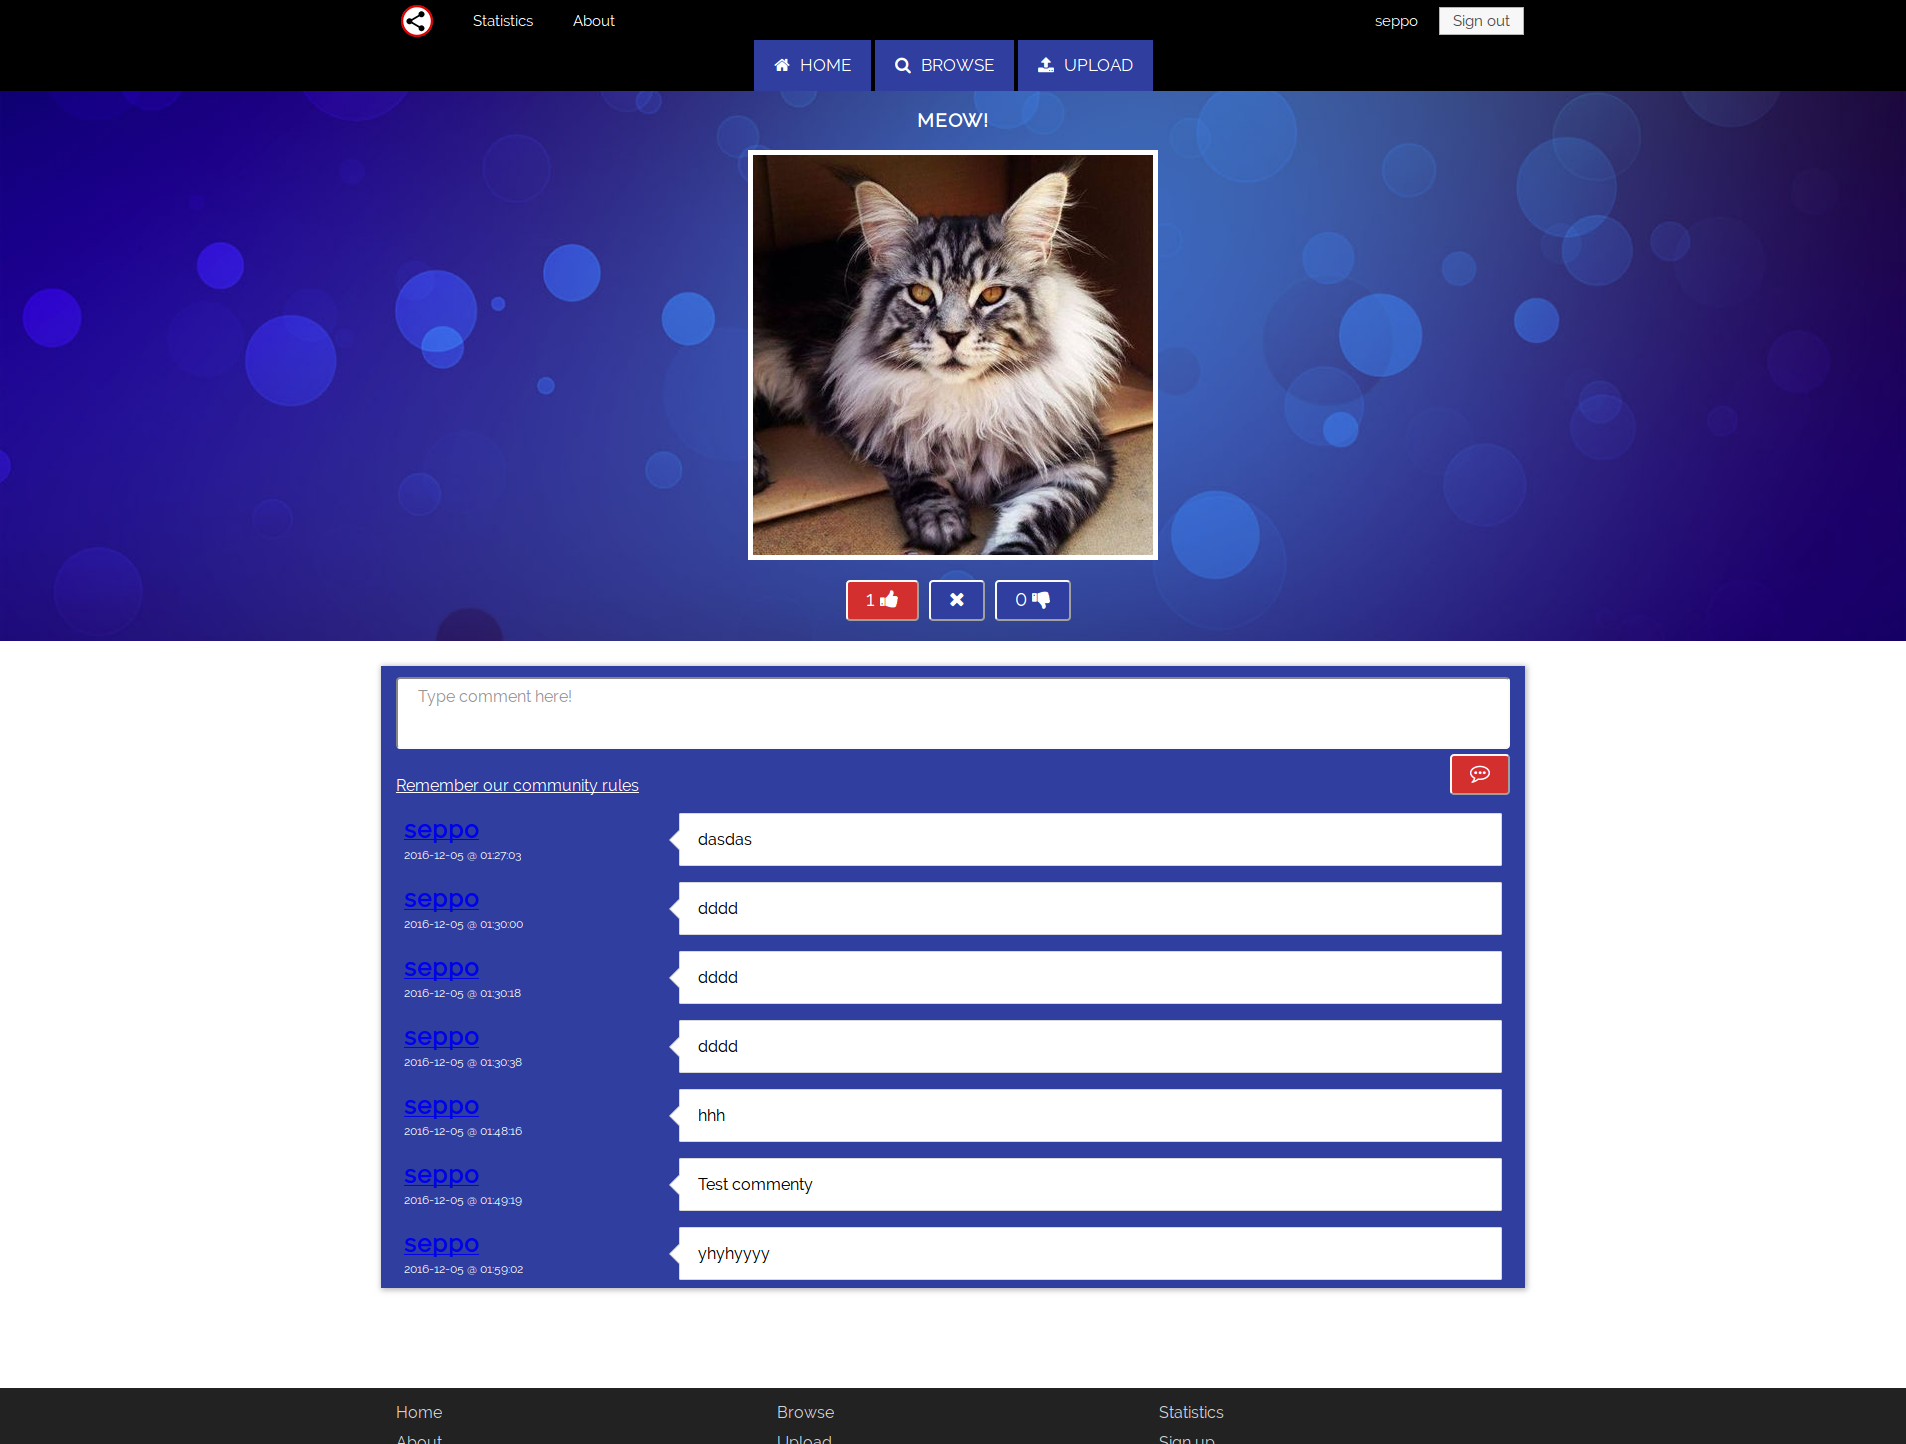 Statistics About seppo Sign out
HOME BROWSE UPLOAD
MEOW!
1 0
Type comment here!
Remember our community rules
seppo
2016-12-05 @ 01:27:03
dasdas
seppo
2016-12-05 @ 01:30:00
dddd
seppo
2016-12-05 @ 01:30:18
dddd
seppo
2016-12-05 @ 01:30:38
dddd
seppo
2016-12-05 @ 01:48:16
hhh
seppo
2016-12-05 @ 01:49:19
Test commenty
seppo
2016-12-05 @ 01:59:02
yhyhyyyy
Home Browse Statistics
About Upload Sign up